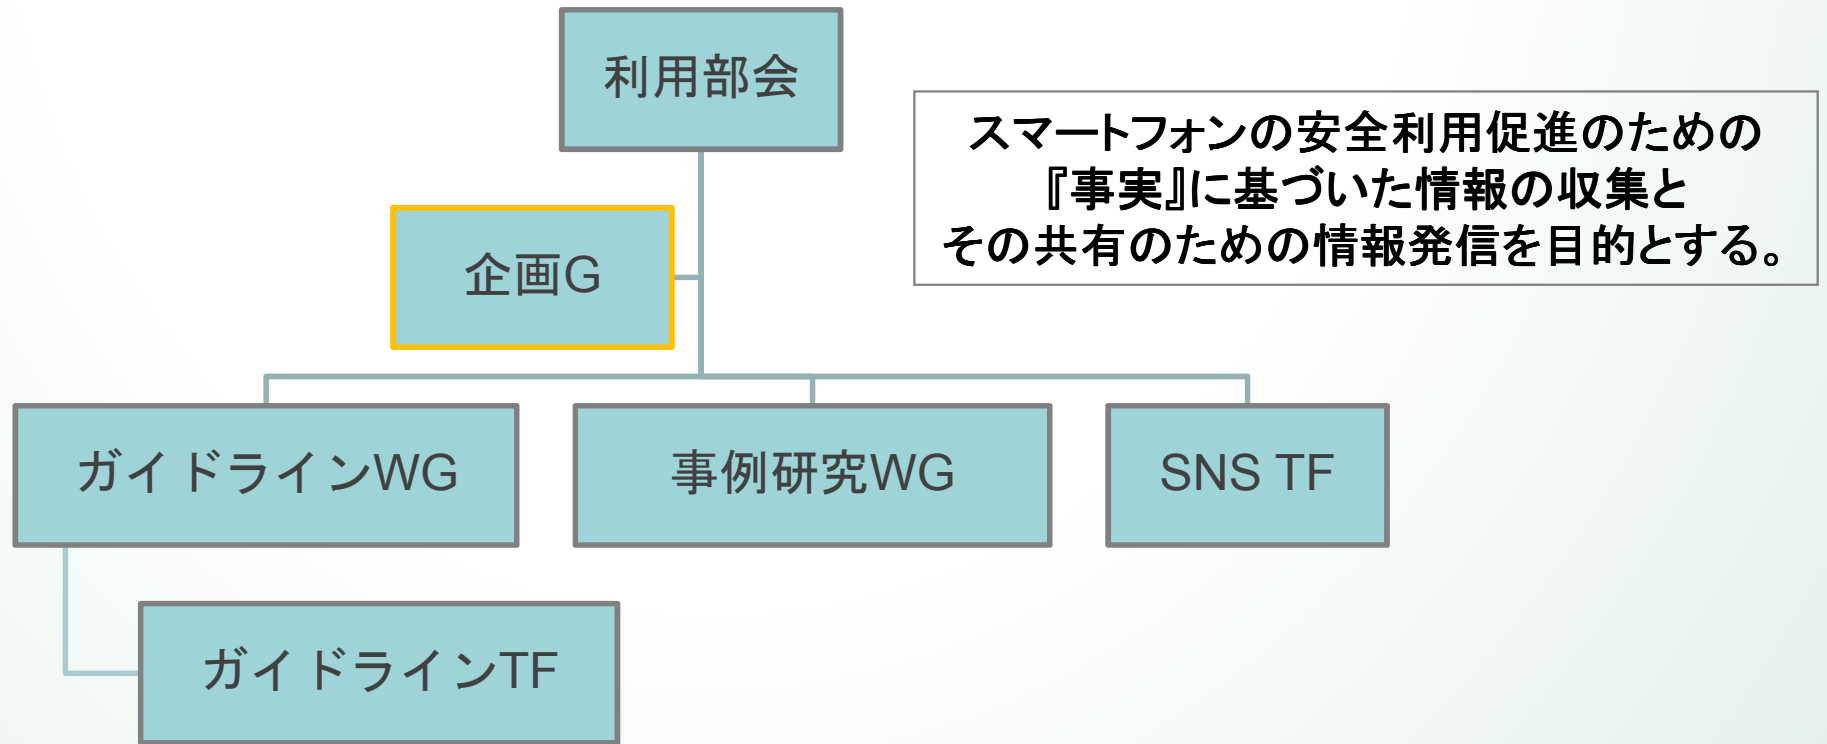 利用部会
スマートフォンの安全利用促進のための
『事実』に基づいた情報の収集と
その共有のための情報発信を目的とする。
企画G
ガイドラインWG
事例研究WG
SNS TF
ガイドラインTF